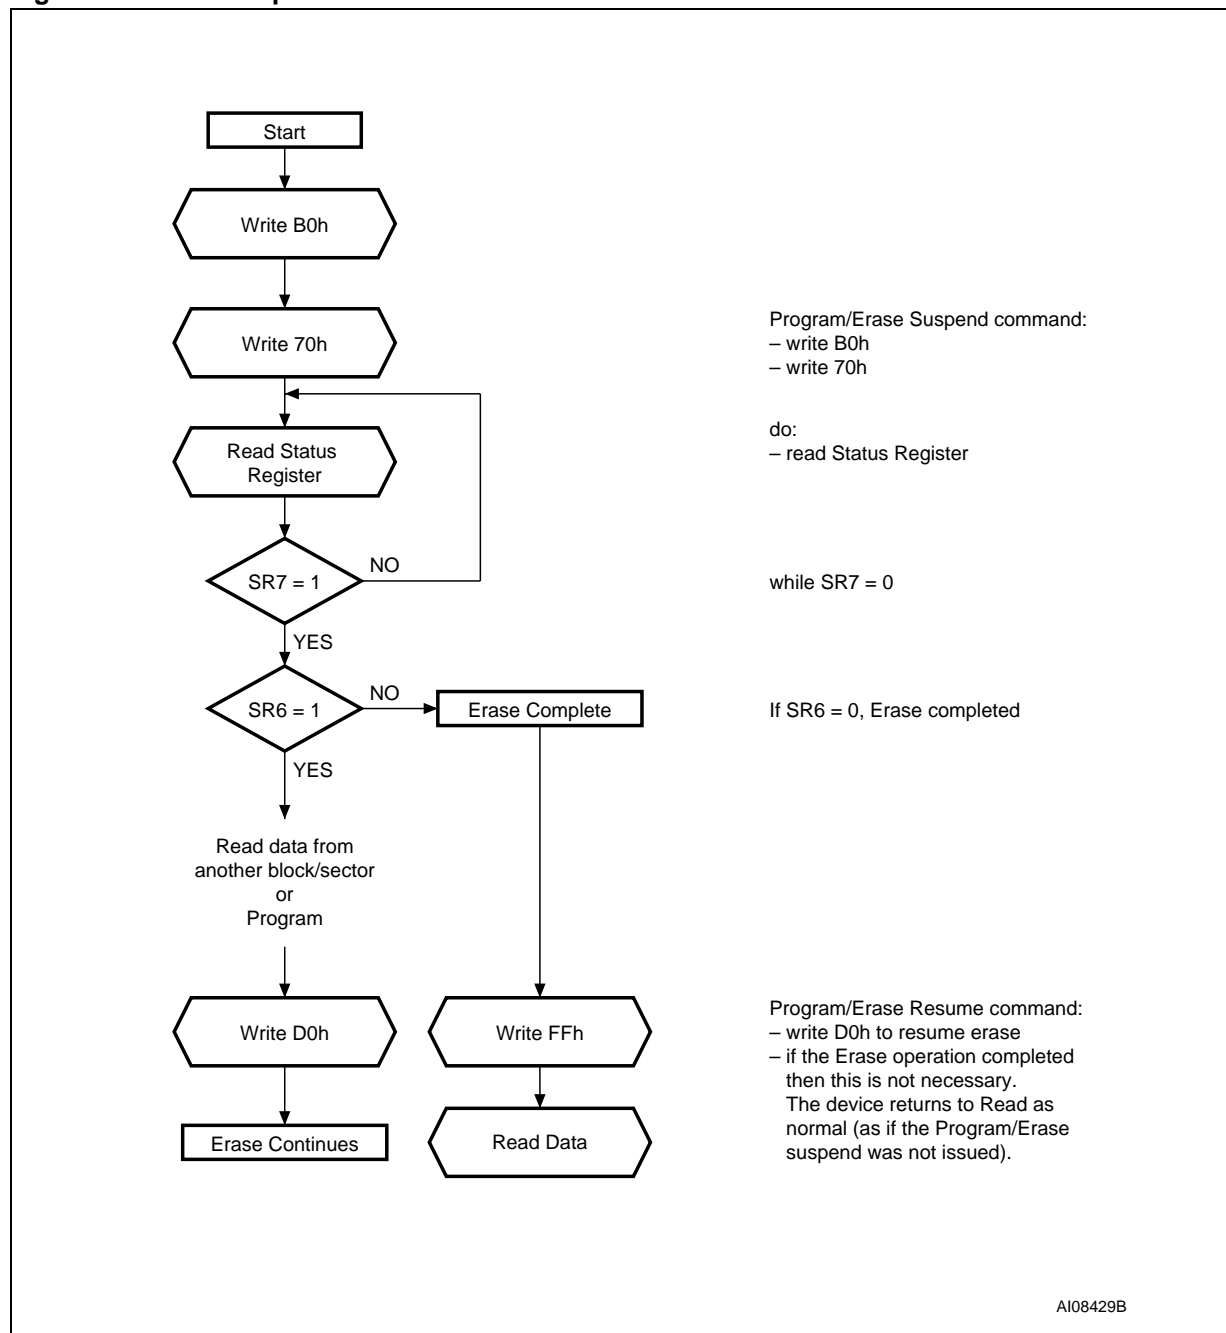 Start
Write B0h
Write 70h
Program/Erase Suspend command:
– write B0h
– write 70h
Read Status
Register
do:
– read Status Register
SR7 = 1
NO
while SR7 = 0
YES
SR6 = 1
NO
Erase Complete
If SR6 = 0, Erase completed
YES
Read data from
another block/sector
or
Program
Write D0h
Write FFh
Program/Erase Resume command:
– write D0h to resume erase
– if the Erase operation completed
then this is not necessary.
The device returns to Read as
normal (as if the Program/Erase
suspend was not issued).
Erase Continues
Read Data
AI08429B